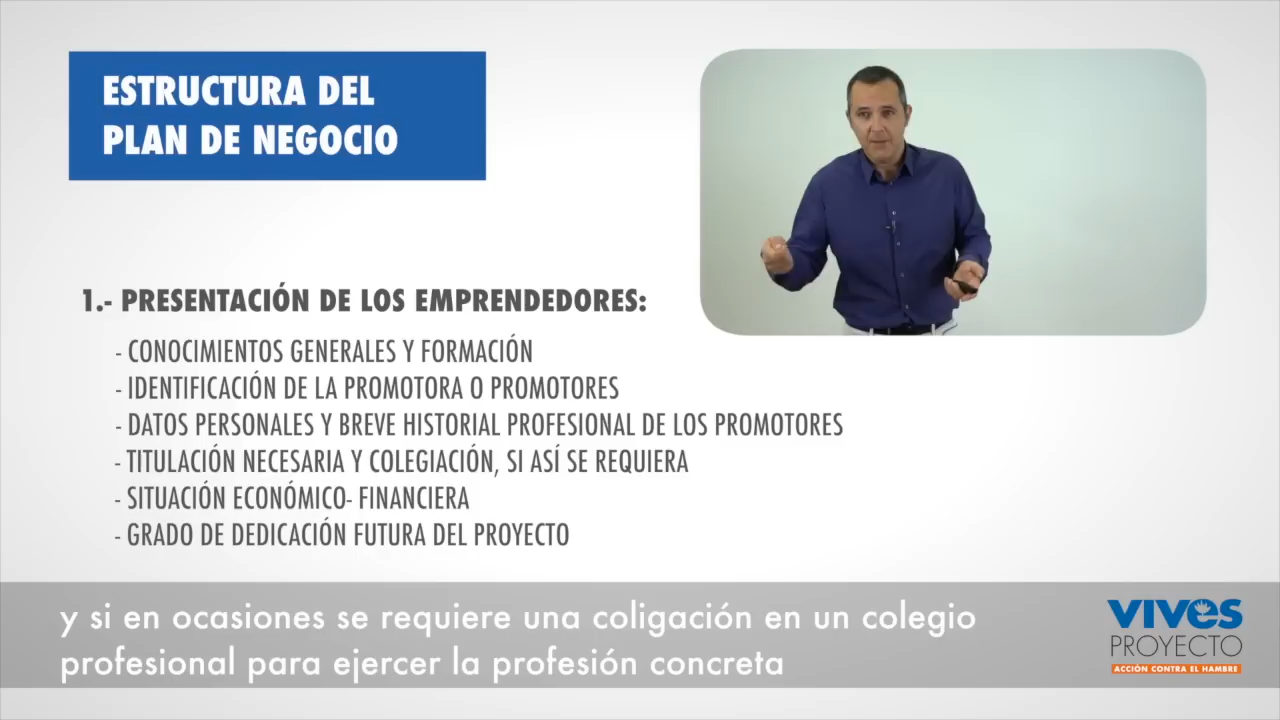 ESTRUCTURA DEL
PLAN DE NEGOCIO
1.- PRESENTACIÓN DE LOS EMPRENDEDORES:
- CONOCIMIENTOS GENERALES Y FORMACIÓN
- IDENTIFICACIÓN DE LA PROMOTORA O PROMOTORES
- DATOS PERSONALES Y BREVE HISTORIAL PROFESIONAL DE LOS PROMOTORES
- TITULACIÓN NECESARIA Y COLEGIACIÓN, SI ASÍ SE REQUIERA
- SITUACIÓN ECONÓMICO- FINANCIERA
- GRADO DE DEDICACIÓN FUTURA DEL PROYECTO
y si en ocasiones se requiere una coligación en un colegio
profesional para ejercer la profesión concreta
VIVES
PROYECTO
ACCIÓN CONTRA EL HAMBRE